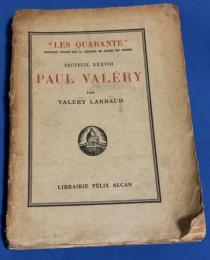 "LES QUARANTE"
FAUTEUIL XXXVIII
PAUL VALÉRY
PAR
VALERY LARBAUD
LIBRAIRIE FÉLIX ALCAN